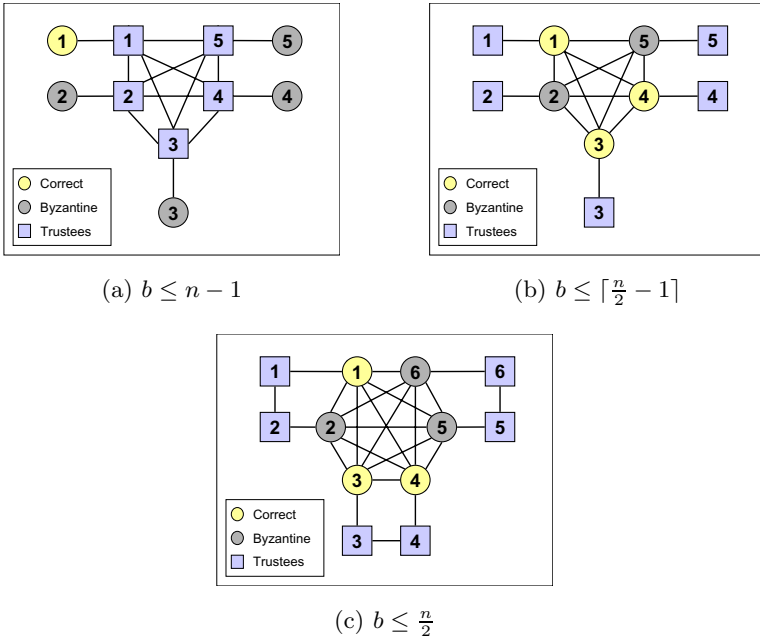 1 1 5 5
2 2 4 4
3
3
Correct
Byzantine
Trustees
(a) b ≤ n − 1
1 1 5 5
2 2 4 4
3
3
Correct
Byzantine
Trustees
(b) b ≤ ⌈n/2 − 1⌉
1 1 6 6
2 2 5 5
3 4
3 4
Correct
Byzantine
Trustees
(c) b ≤ n/2